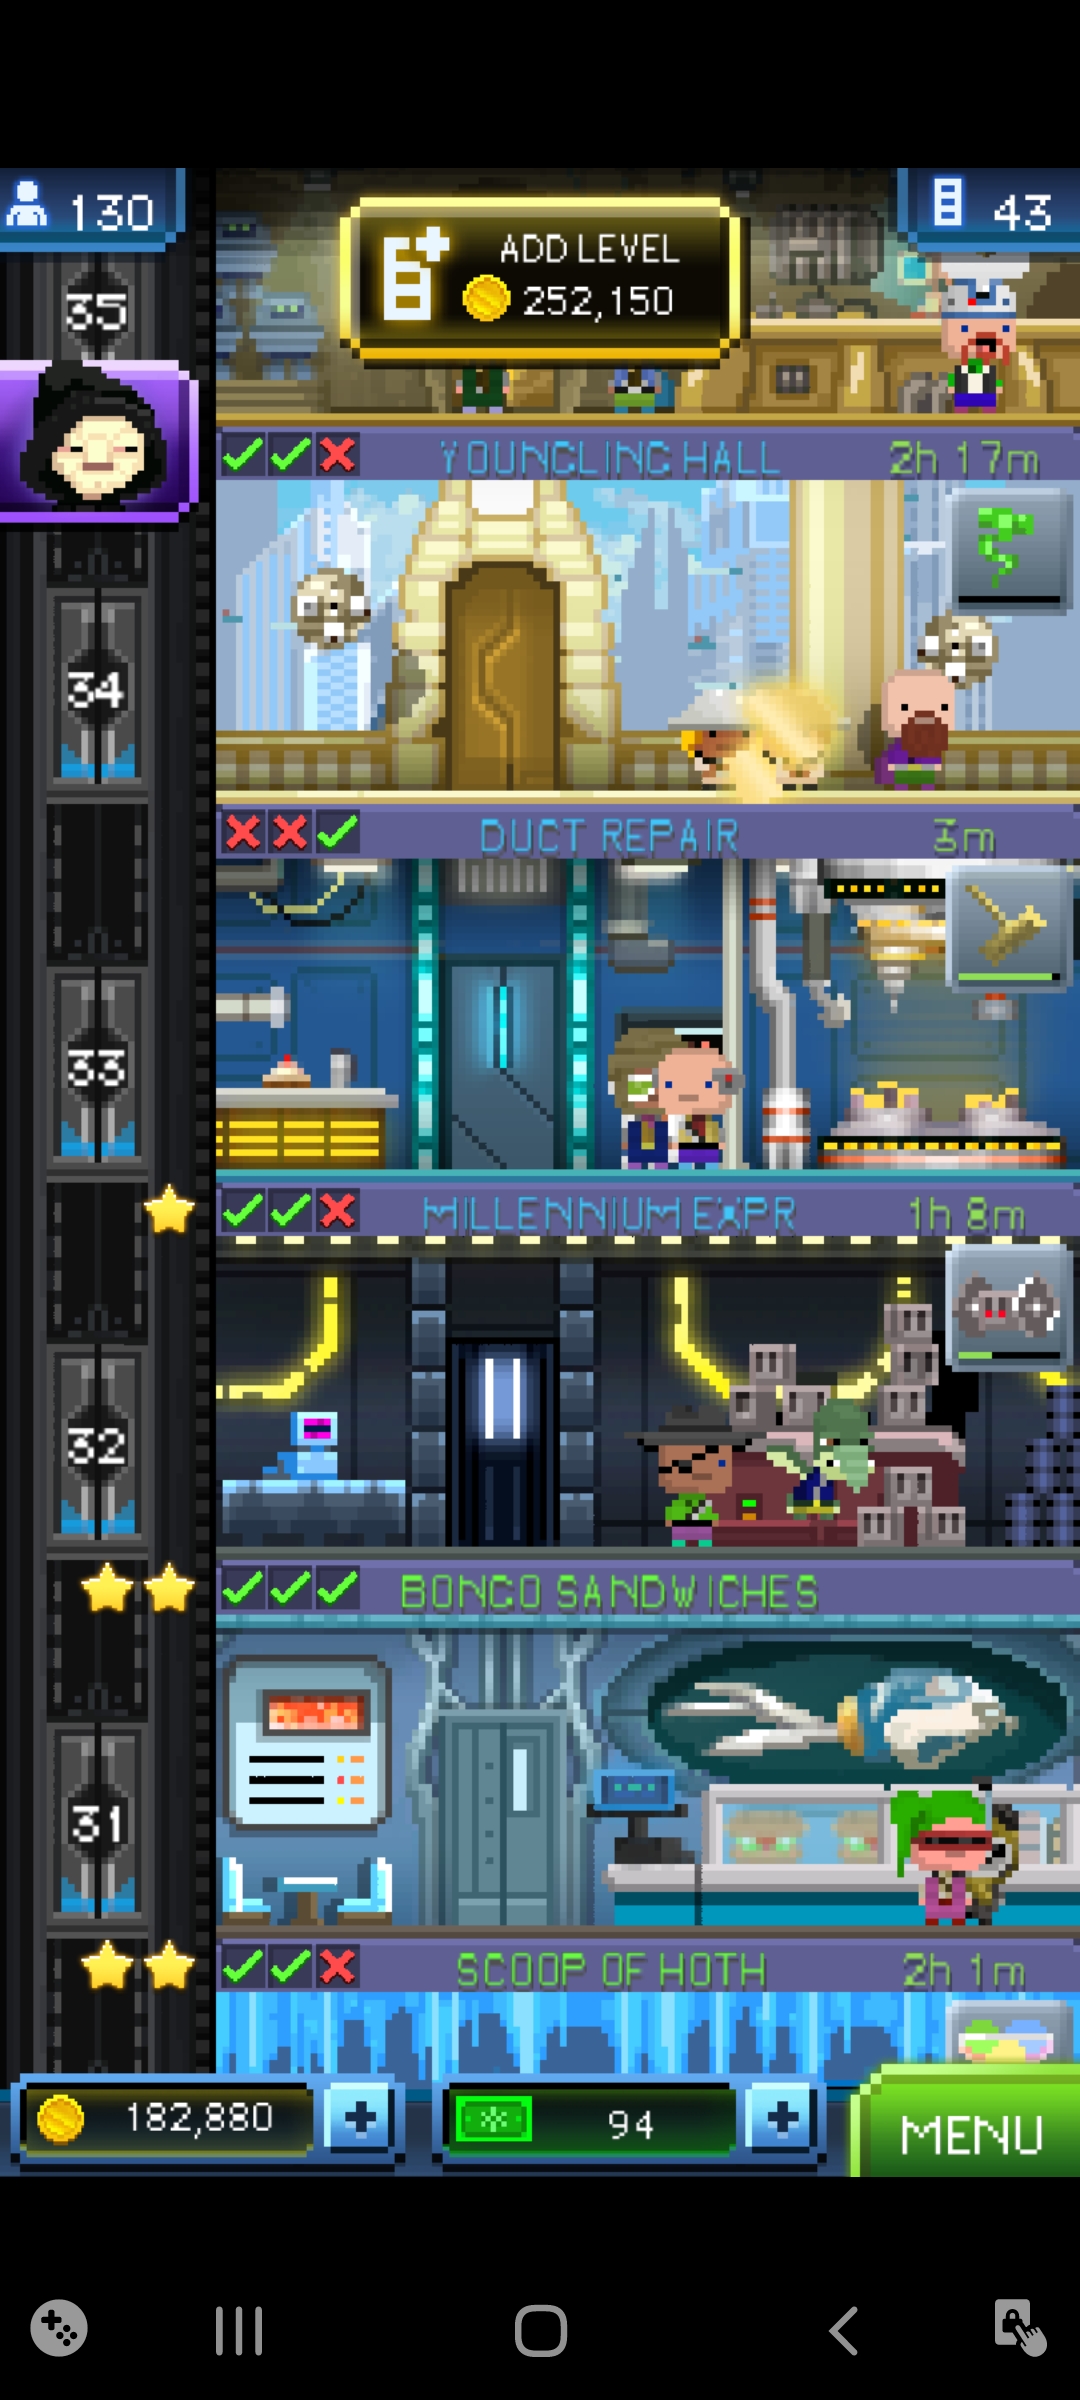 130
ADD LEVEL
252,150
43
35
YOUNGLING HALL
2h 17m
34
DUCT REPAIR
3m
33
MILLENNIUM EXPR
1h 8m
32
BONGO SANDWICHES
31
SCOOP OF HOTH
2h 1m
182,880
94
MENU